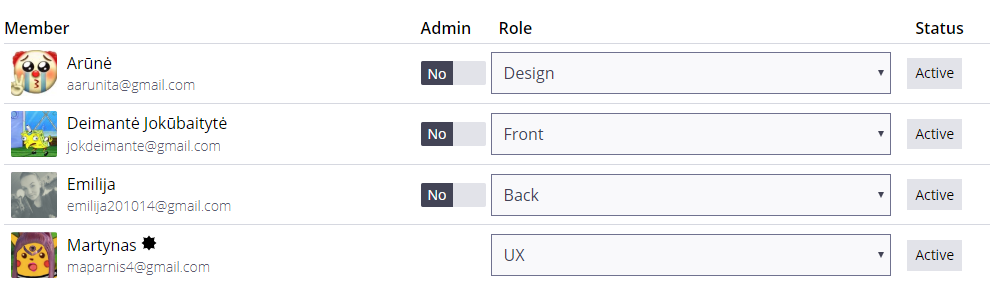 Member Admin Role Status
Arūnė
aarunita@gmail.com
No Design Active
Deimantė Jokūbaitytė
jokdeimante@gmail.com
No Front Active
Emilija
emilija201014@gmail.com
No Back Active
Martynas
maparnis4@gmail.com
UX Active